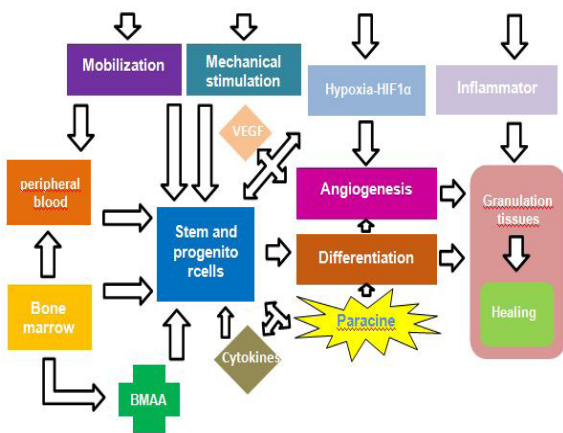 Mobilization
Mechanical
stimulation
Hypoxia-HIF1α
Inflammator
VEGF
peripheral
blood
Stem and
progenito
rcells
Angiogenesis
Granulation
tissues
Differentiation
Bone
marrow
Paracine
Healing
Cytokines
BMAA